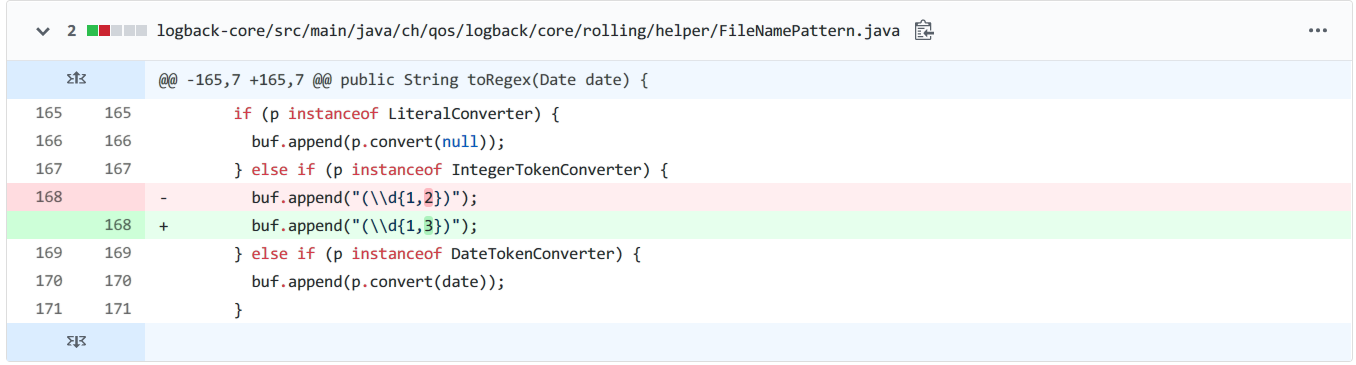 2 logback-core/src/main/java/ch/qos/logback/core/rolling/helper/FileNamePattern.java
@@ -165,7 +165,7 @@ public String toRegex(Date date) {
165 165 if (p instanceof LiteralConverter) {
166 166 buf.append(p.convert(null));
167 167 } else if (p instanceof IntegerTokenConverter) {
168 - buf.append("(\\d{1,2})");
168 + buf.append("(\\d{1,3})");
169 169 } else if (p instanceof DateTokenConverter) {
170 170 buf.append(p.convert(date));
171 171 }